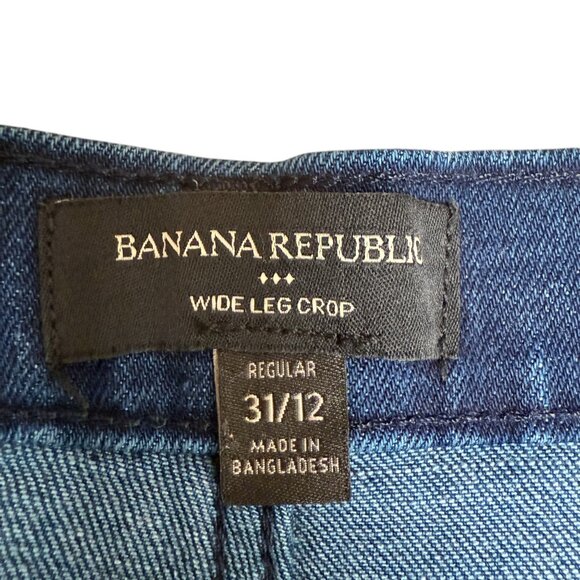 BANANA REPUBLIC
WIDE LEG CROP
REGULAR
31/12
MADE IN
BANGLADESH